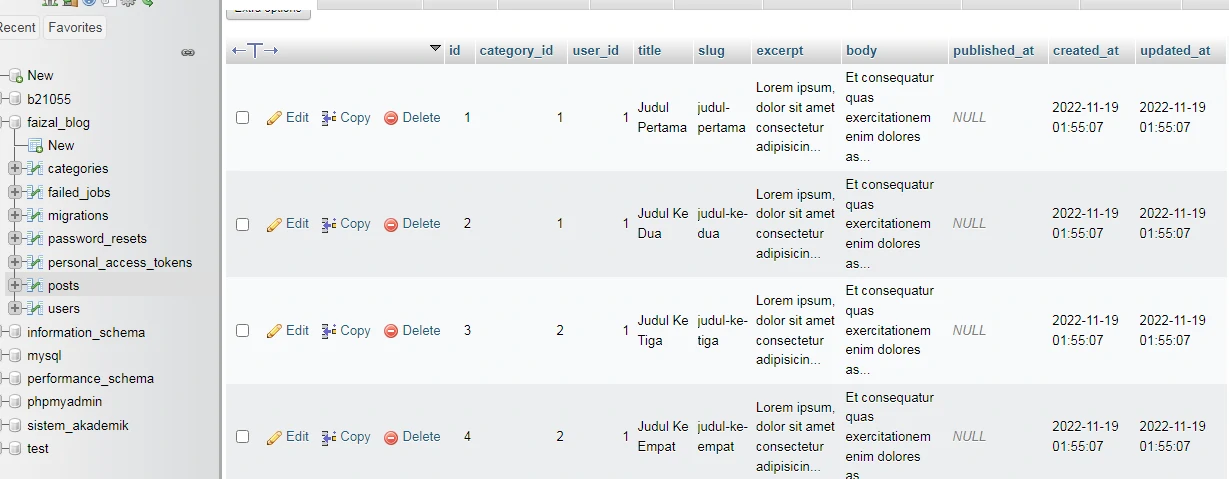 Extra options
Recent Favorites
New
b21055
faizal_blog
New
categories
failed_jobs
migrations
password_resets
personal_access_tokens
posts
users
information_schema
mysql
performance_schema
phpmyadmin
sistem_akademik
test
←T→ id category_id user_id title slug excerpt body published_at created_at updated_at
Edit Copy Delete 1 1 1
Judul
Pertama
judul-
pertama
Lorem ipsum,
dolor sit amet
consectetur
adipisicin...
Et consequatur
quas
exercitationem
enim dolores
as...
NULL
2022-11-19
01:55:07
2022-11-19
01:55:07
Edit Copy Delete 2 1 1
Judul Ke
Dua
judul-ke-
dua
Lorem ipsum,
dolor sit amet
consectetur
adipisicin...
Et consequatur
quas
exercitationem
enim dolores
as...
NULL
2022-11-19
01:55:07
2022-11-19
01:55:07
Edit Copy Delete 3 2 1
Judul Ke
Tiga
judul-ke-
tiga
Lorem ipsum,
dolor sit amet
consectetur
adipisicin...
Et consequatur
quas
exercitationem
enim dolores
as...
NULL
2022-11-19
01:55:07
2022-11-19
01:55:07
Edit Copy Delete 4 2 1
Judul Ke
Empat
judul-ke-
empat
Lorem ipsum,
dolor sit amet
consectetur
adipisicin...
Et consequatur
quas
exercitationem
enim dolores
as
NULL
2022-11-19
01:55:07
2022-11-19
01:55:07